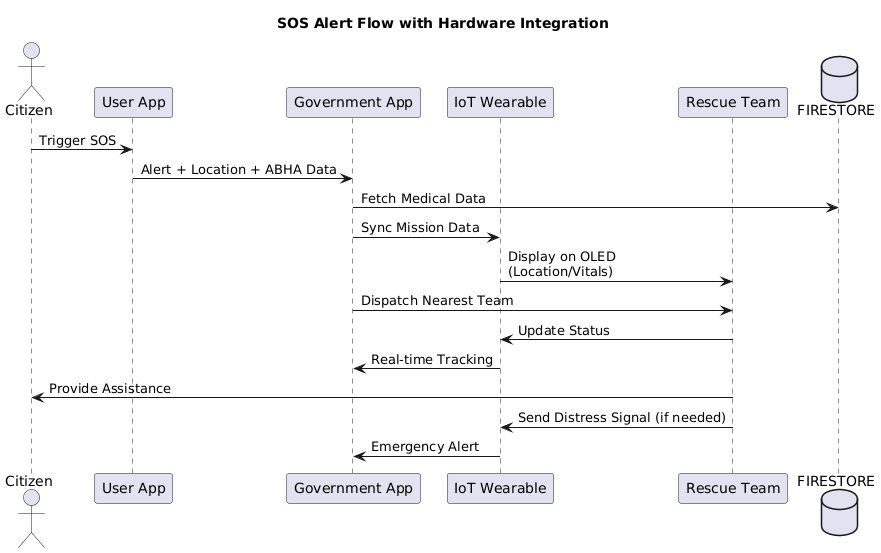 SOS Alert Flow with Hardware Integration
Citizen
User App
Government App
IoT Wearable
Rescue Team
FIRESTORE
Trigger SOS
Alert + Location + ABHA Data
Fetch Medical Data
Sync Mission Data
Display on OLED
(Location/Vitals)
Dispatch Nearest Team
Update Status
Real-time Tracking
Provide Assistance
Send Distress Signal (if needed)
Emergency Alert
Citizen
User App
Government App
IoT Wearable
Rescue Team
FIRESTORE